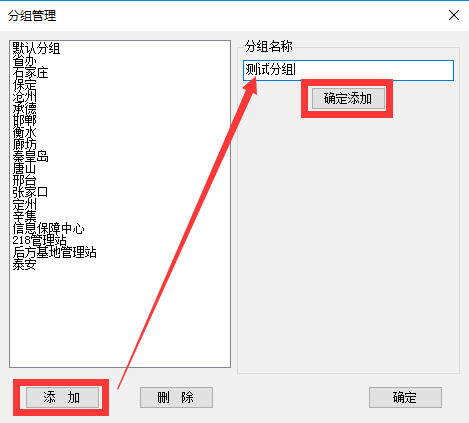 分组管理
默认分组
省办
石家庄
保定
沧州
承德
邯郸
衡水
廊坊
秦皇岛
唐山
邢台
张家口
定州
辛集
信息保障中心
218管理站
后方基地管理站
泰安
分组名称
测试分组
确定添加
添 加
删 除
确定